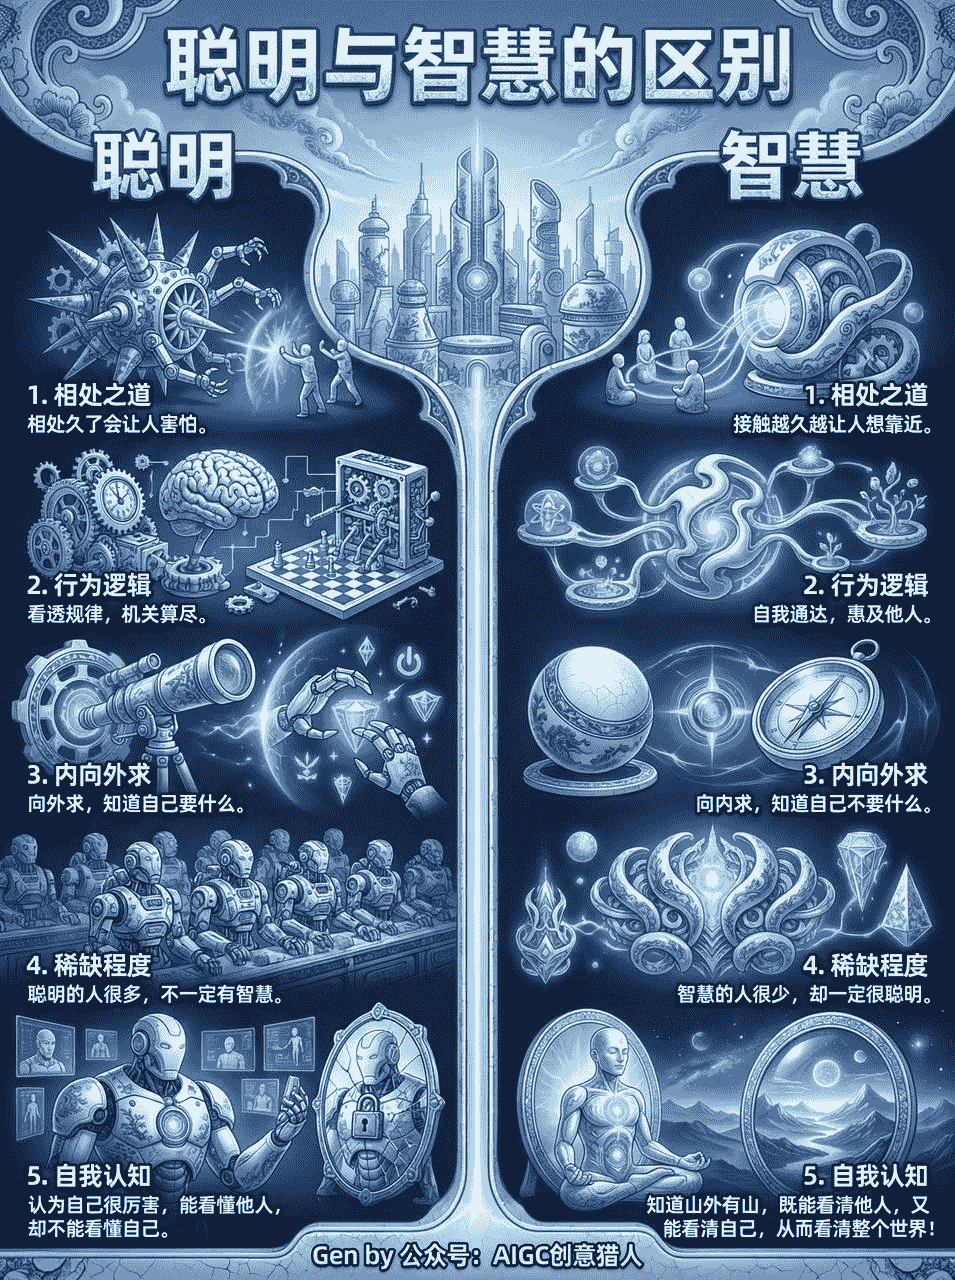 聪明与智慧的区别
聪明
智慧
1. 相处之道
相处久了会让人害怕。
1. 相处之道
接触越久越让人想靠近。
2. 行为逻辑
看透规律，机关算尽。
2. 行为逻辑
自我通达，惠及他人。
3. 内向外求
向外求，知道自己要什么。
3. 内向外求
向内求，知道自己不要什么。
4. 稀缺程度
聪明的人很多，不一定有智慧。
4. 稀缺程度
智慧的人很少，却一定很聪明。
5. 自我认知
认为自己很厉害，能看懂他人，
却不能看懂自己。
5. 自我认知
知道山外有山，既能看清他人，又
能看清自己，从而看清整个世界！
Gen by 公众号：AIGC创意猎人